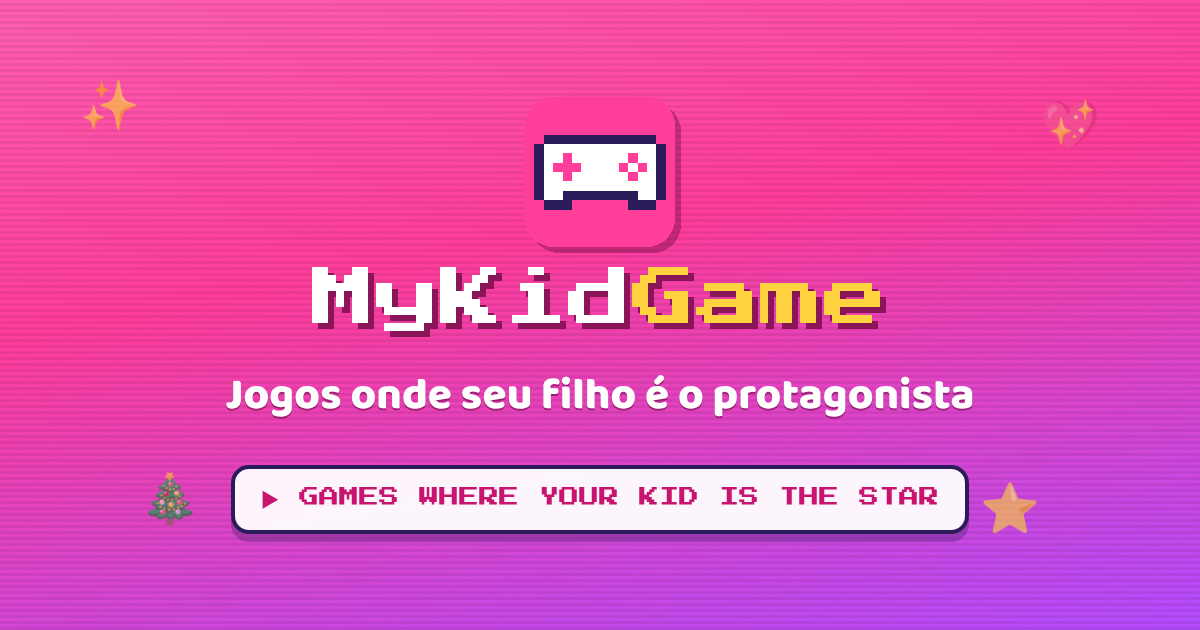 MyKidGame
Jogos onde seu filho é o protagonista
▶ GAMES WHERE YOUR KID IS THE STAR